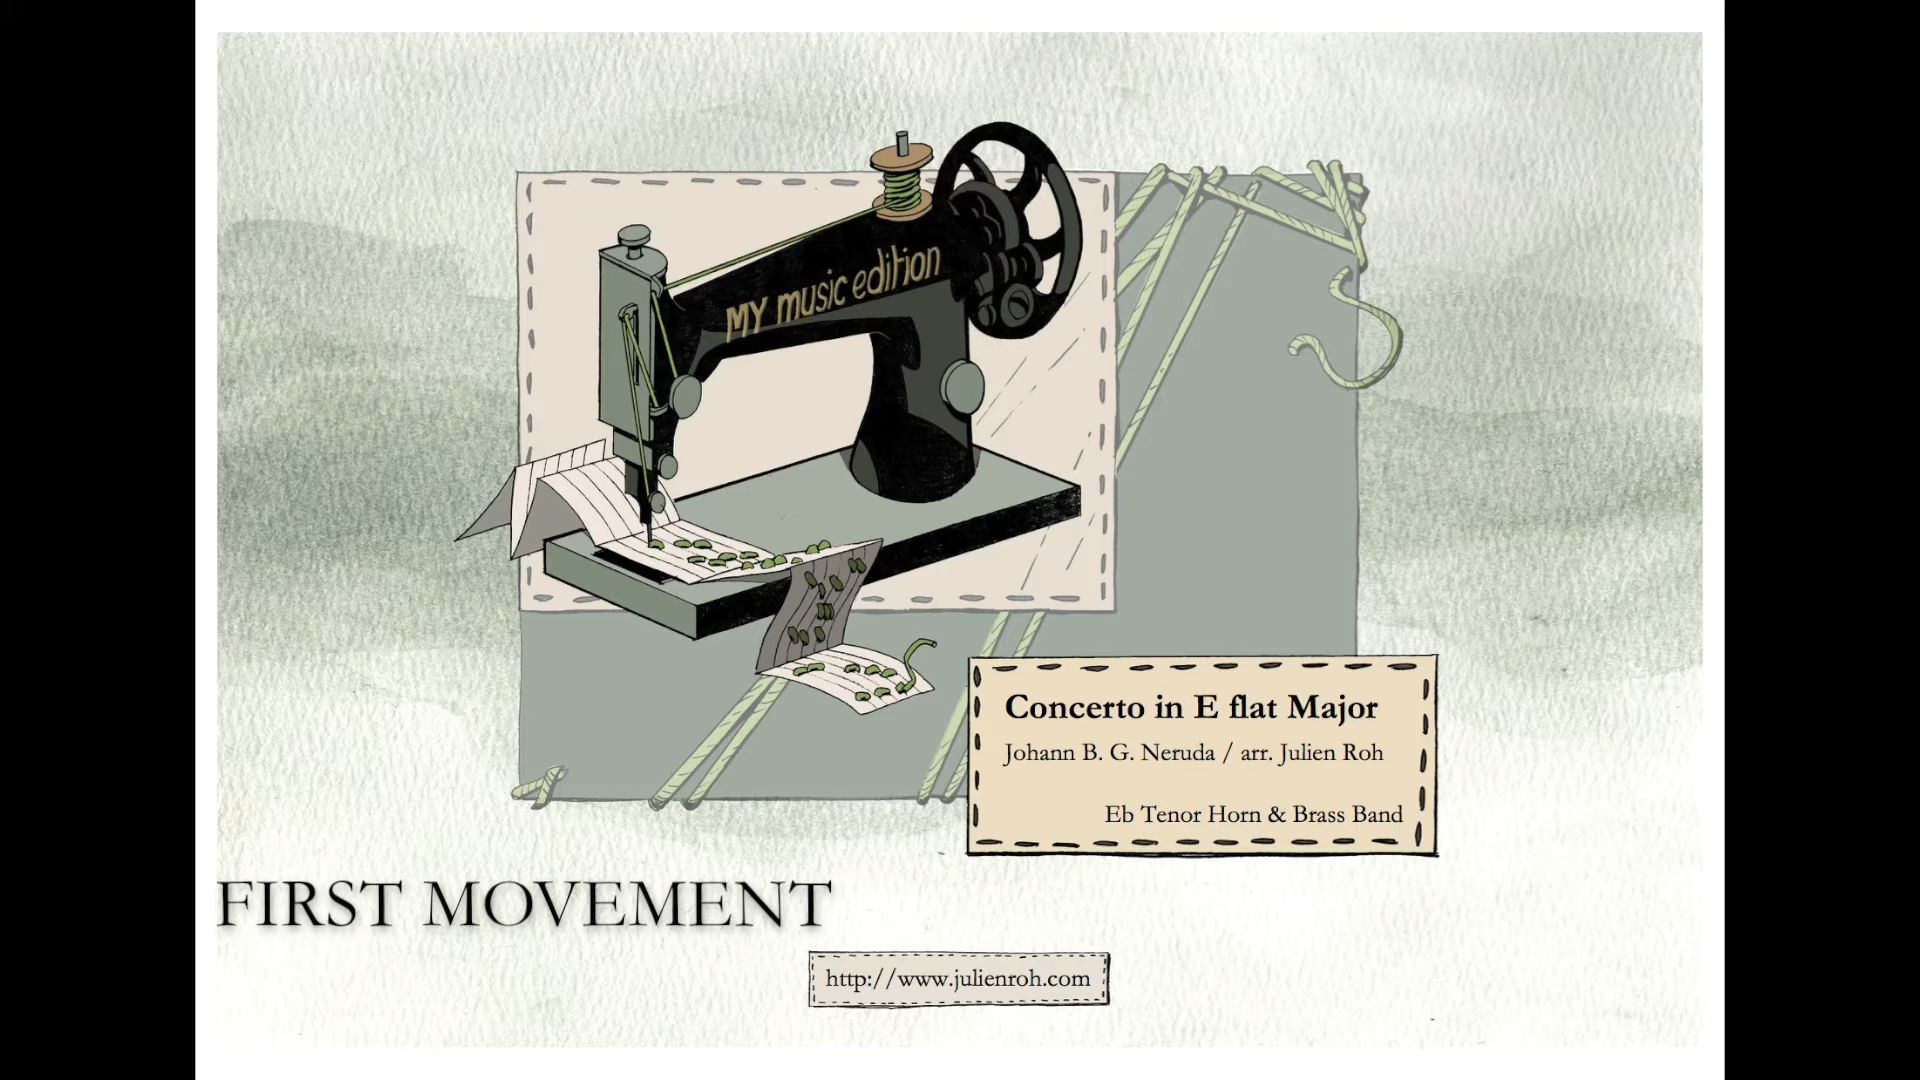 MY music edition
Concerto in E flat Major
Johann B. G. Neruda / arr. Julien Roh
Eb Tenor Horn & Brass Band
FIRST MOVEMENT
http://www.julienroh.com